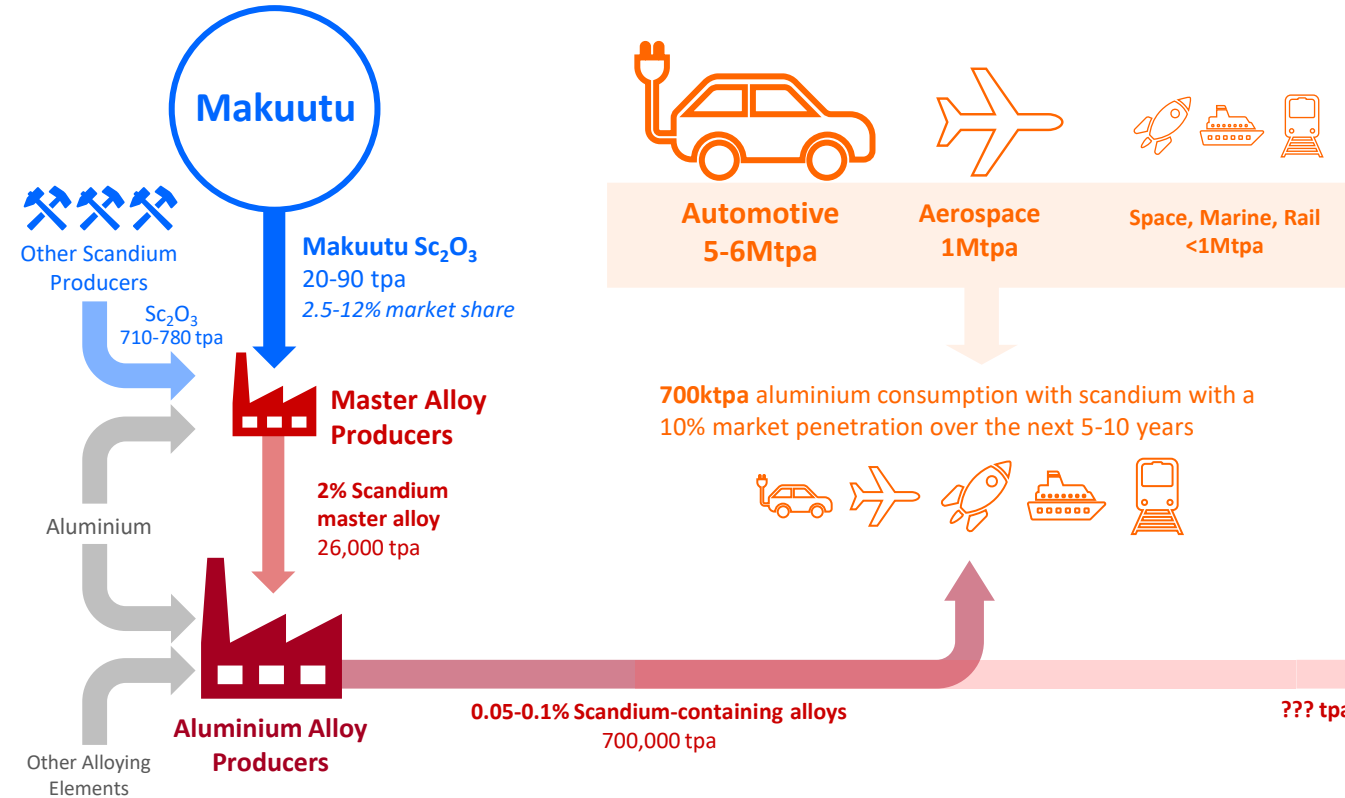 Makuutu
Other Scandium
Producers
Sc₂O₃
710-780 tpa
Makuutu Sc₂O₃
20-90 tpa
2.5-12% market share
Master Alloy
Producers
Aluminium
2% Scandium
master alloy
26,000 tpa
Aluminium Alloy
Producers
Other Alloying
Elements
Automotive
5-6Mtpa
Aerospace
1Mtpa
Space, Marine, Rail
<1Mtpa
700ktpa aluminium consumption with scandium with a
10% market penetration over the next 5-10 years
0.05-0.1% Scandium-containing alloys
700,000 tpa
??? tpa